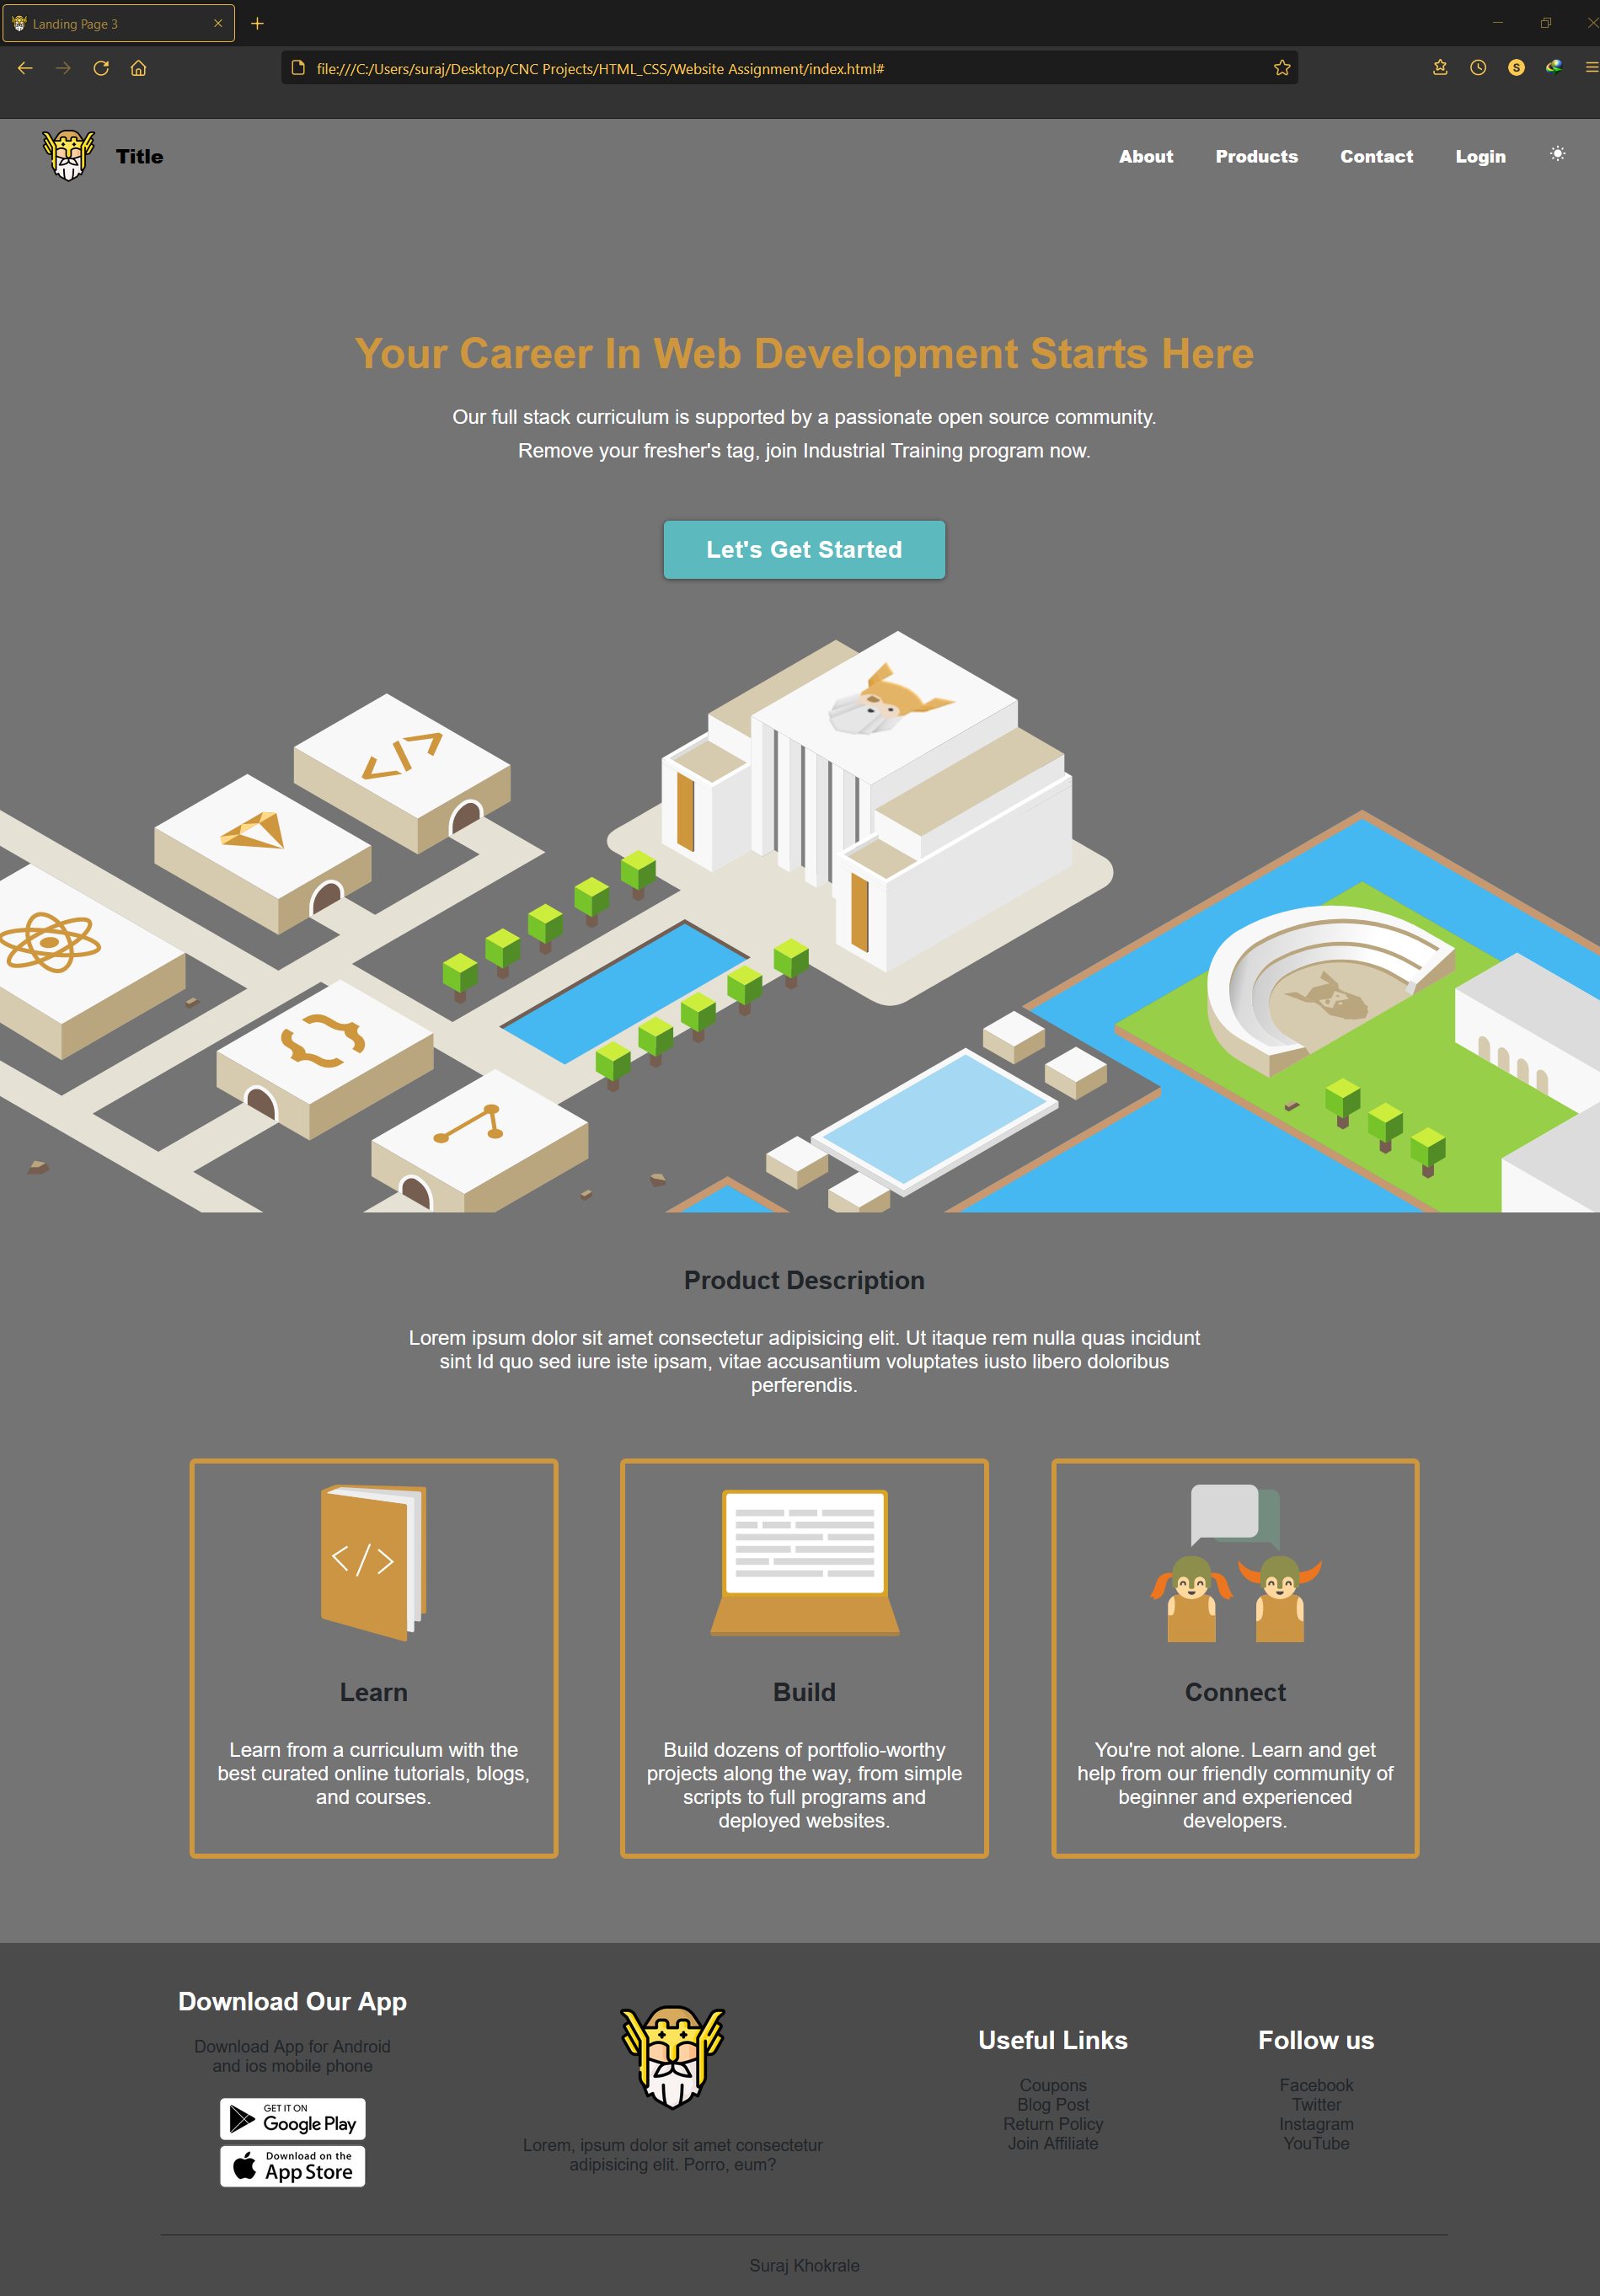 Landing Page 3
file:///C:/Users/suraj/Desktop/CNC Projects/HTML_CSS/Website Assignment/index.html#
S
Title
About
Products
Contact
Login
Your Career In Web Development Starts Here
Our full stack curriculum is supported by a passionate open source community.
Remove your fresher's tag, join Industrial Training program now.
Let's Get Started
</>
Product Description
Lorem ipsum dolor sit amet consectetur adipisicing elit. Ut itaque rem nulla quas incidunt
sint Id quo sed iure iste ipsam, vitae accusantium voluptates iusto libero doloribus
perferendis.
</>
Learn
Learn from a curriculum with the
best curated online tutorials, blogs,
and courses.
Build
Build dozens of portfolio-worthy
projects along the way, from simple
scripts to full programs and
deployed websites.
Connect
You're not alone. Learn and get
help from our friendly community of
beginner and experienced
developers.
Download Our App
Download App for Android
and ios mobile phone
GET IT ON
Google Play
Download on the
App Store
Lorem, ipsum dolor sit amet consectetur
adipisicing elit. Porro, eum?
Useful Links
Coupons
Blog Post
Return Policy
Join Affiliate
Follow us
Facebook
Twitter
Instagram
YouTube
Suraj Khokrale